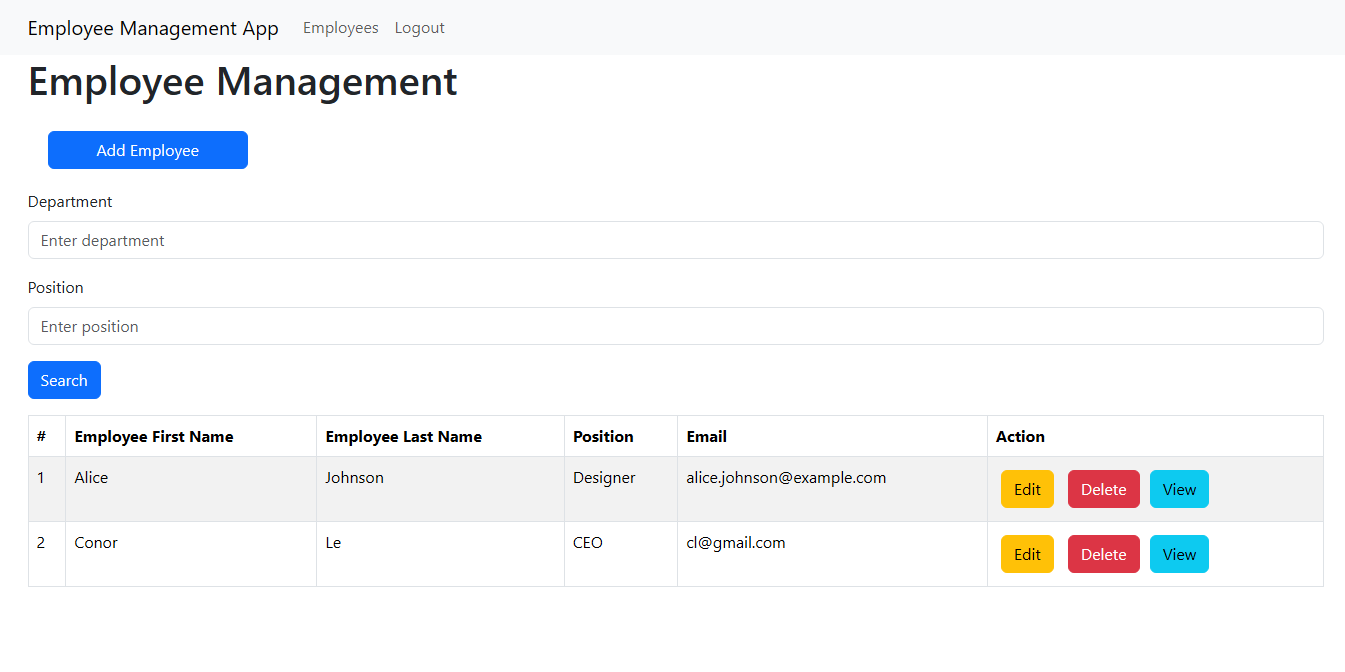 Employee Management App Employees Logout
Employee Management
Add Employee
Department
Enter department
Position
Enter position
Search
# Employee First Name Employee Last Name Position Email Action
1 Alice Johnson Designer alice.johnson@example.com Edit Delete View
2 Conor Le CEO cl@gmail.com Edit Delete View